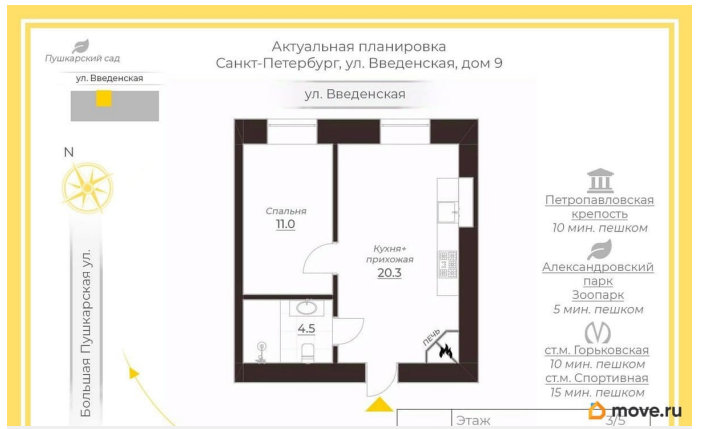 Актуальная планировка
Санкт-Петербург, ул. Введенская, дом 9
Пушкарский сад
ул. Введенская
ул. Введенская
N
Большая Пушкарская ул.
Спальня
11.0
Кухня+
прихожая
20.3
4.5
ПЕЧЬ
Петропавловская
крепость
10 мин. пешком
Александровский
парк
Зоопарк
5 мин. пешком
ст.м. Горьковская
10 мин. пешком
ст.м. Спортивная
15 мин. пешком
Этаж
3/5
move.ru